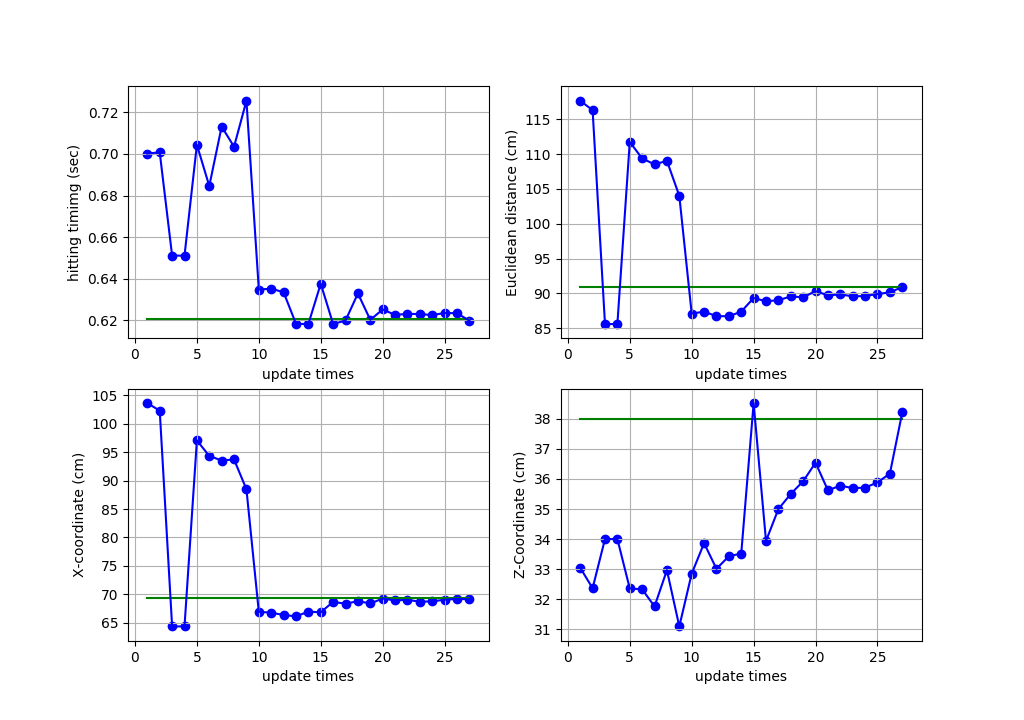 hitting timimg (sec)
0.72
0.70
0.68
0.66
0.64
0.62
0 5 10 15 20 25
update times
Euclidean distance (cm)
115
110
105
100
95
90
85
0 5 10 15 20 25
update times
X-coordinate (cm)
105
100
95
90
85
80
75
70
65
0 5 10 15 20 25
update times
Z-Coordinate (cm)
38
37
36
35
34
33
32
31
0 5 10 15 20 25
update times